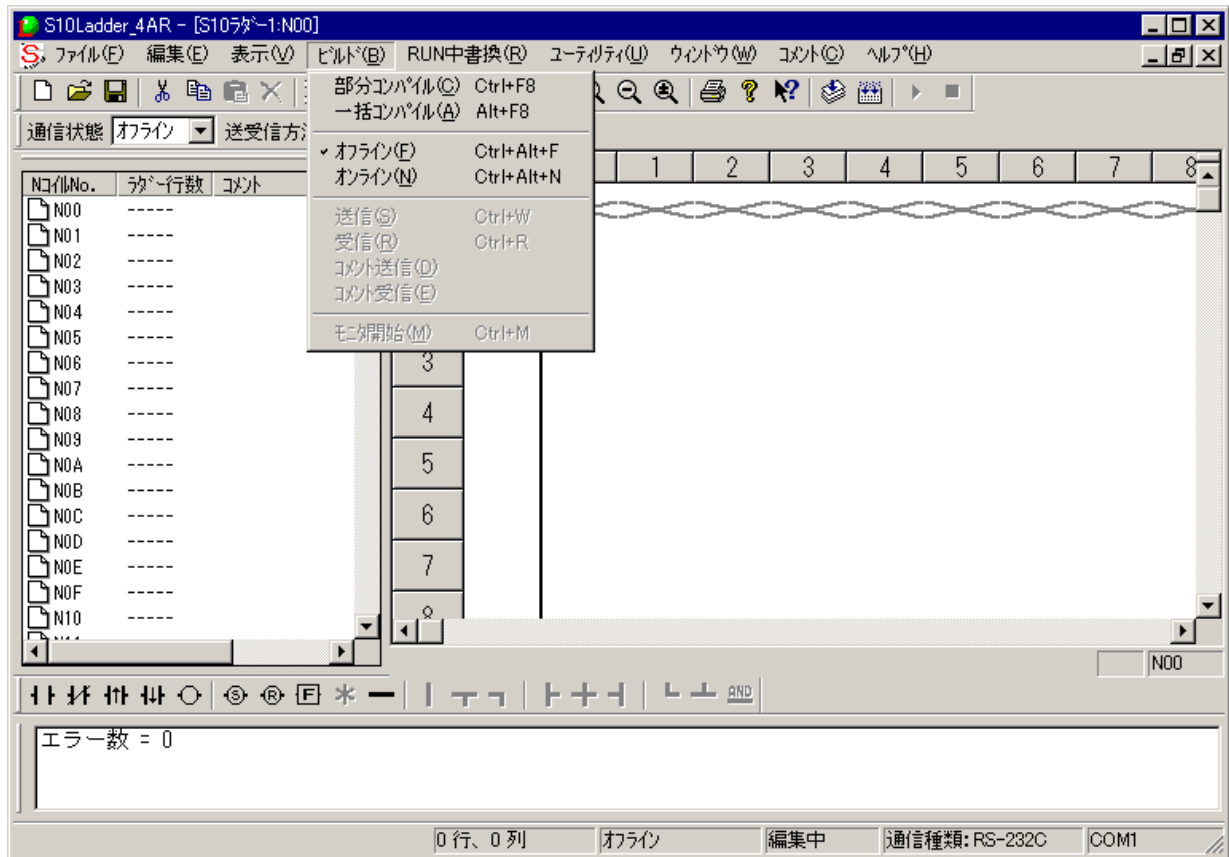 S10Ladder_4AR - [S10ﾗﾀﾞｰ1:N00]
ﾌｧｲﾙ(F) 編集(E) 表示(V) ﾋﾞﾙﾄﾞ(B) RUN中書換(R) ﾕｰﾃｨﾘﾃｨ(U) ｳｨﾝﾄﾞｳ(W) ｺﾒﾝﾄ(C) ﾍﾙﾌﾟ(H)
部分ｺﾝﾊﾟｲﾙ(C) Ctrl+F8
一括ｺﾝﾊﾟｲﾙ(A) Alt+F8
ｵﾌﾗｲﾝ(F) Ctrl+Alt+F
ｵﾝﾗｲﾝ(N) Ctrl+Alt+N
送信(S) Ctrl+W
受信(R) Ctrl+R
ｺﾒﾝﾄ送信(D)
ｺﾒﾝﾄ受信(E)
ﾓﾆﾀ開始(M) Ctrl+M
通信状態 ｵﾌﾗｲﾝ 送受信方
1 2 3 4 5 6 7 8
NｺｲﾙNo. ﾗﾀﾞｰ行数 ｺﾒﾝﾄ
N00 -----
N01 -----
N02 -----
N03 -----
N04 -----
N05 -----
N06 -----
N07 -----
N08 -----
N09 -----
N0A -----
N0B -----
N0C -----
N0D -----
N0E -----
N0F -----
N10 -----
3
4
5
6
7
8
N00
S R F AND
エラー数 = 0
0 行、0 列 ｵﾌﾗｲﾝ 編集中 通信種類: RS-232C COM1